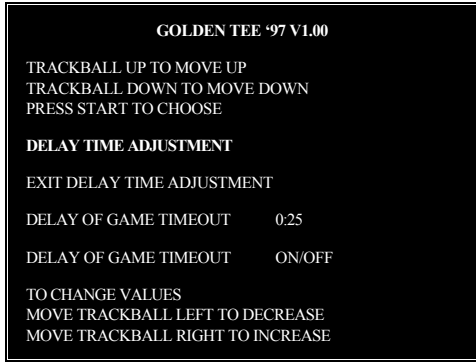 GOLDEN TEE ‘97 V1.00
TRACKBALL UP TO MOVE UP
TRACKBALL DOWN TO MOVE DOWN
PRESS START TO CHOOSE
DELAY TIME ADJUSTMENT
EXIT DELAY TIME ADJUSTMENT
DELAY OF GAME TIMEOUT 0:25
DELAY OF GAME TIMEOUT ON/OFF
TO CHANGE VALUES
MOVE TRACKBALL LEFT TO DECREASE
MOVE TRACKBALL RIGHT TO INCREASE